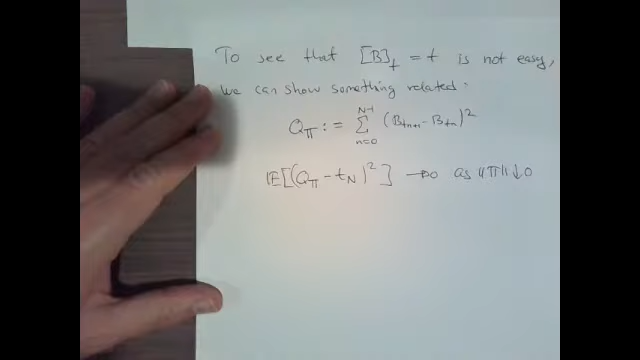 To see that [B]_t = t is not easy,
we can show something related:
Q_π := Σ_{n=0}^{N-1} (B_{t_{n+1}} - B_{t_n})^2
𝔼[(Q_π - t_N)^2] → 0 as ‖π‖ ↓ 0